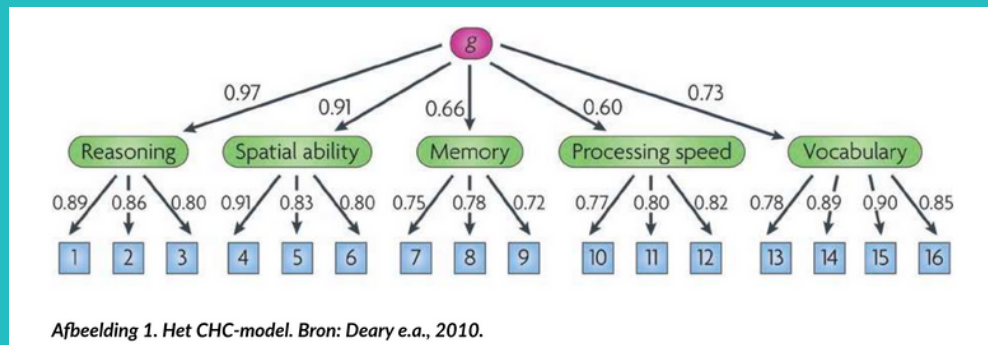 g
0.97 0.91 0.66 0.60 0.73
Reasoning Spatial ability Memory Processing speed Vocabulary
0.89 0.86 0.80 0.91 0.83 0.80 0.75 0.78 0.72 0.77 0.80 0.82 0.78 0.89 0.90 0.85
1 2 3 4 5 6 7 8 9 10 11 12 13 14 15 16
Afbeelding 1. Het CHC-model. Bron: Deary e.a., 2010.